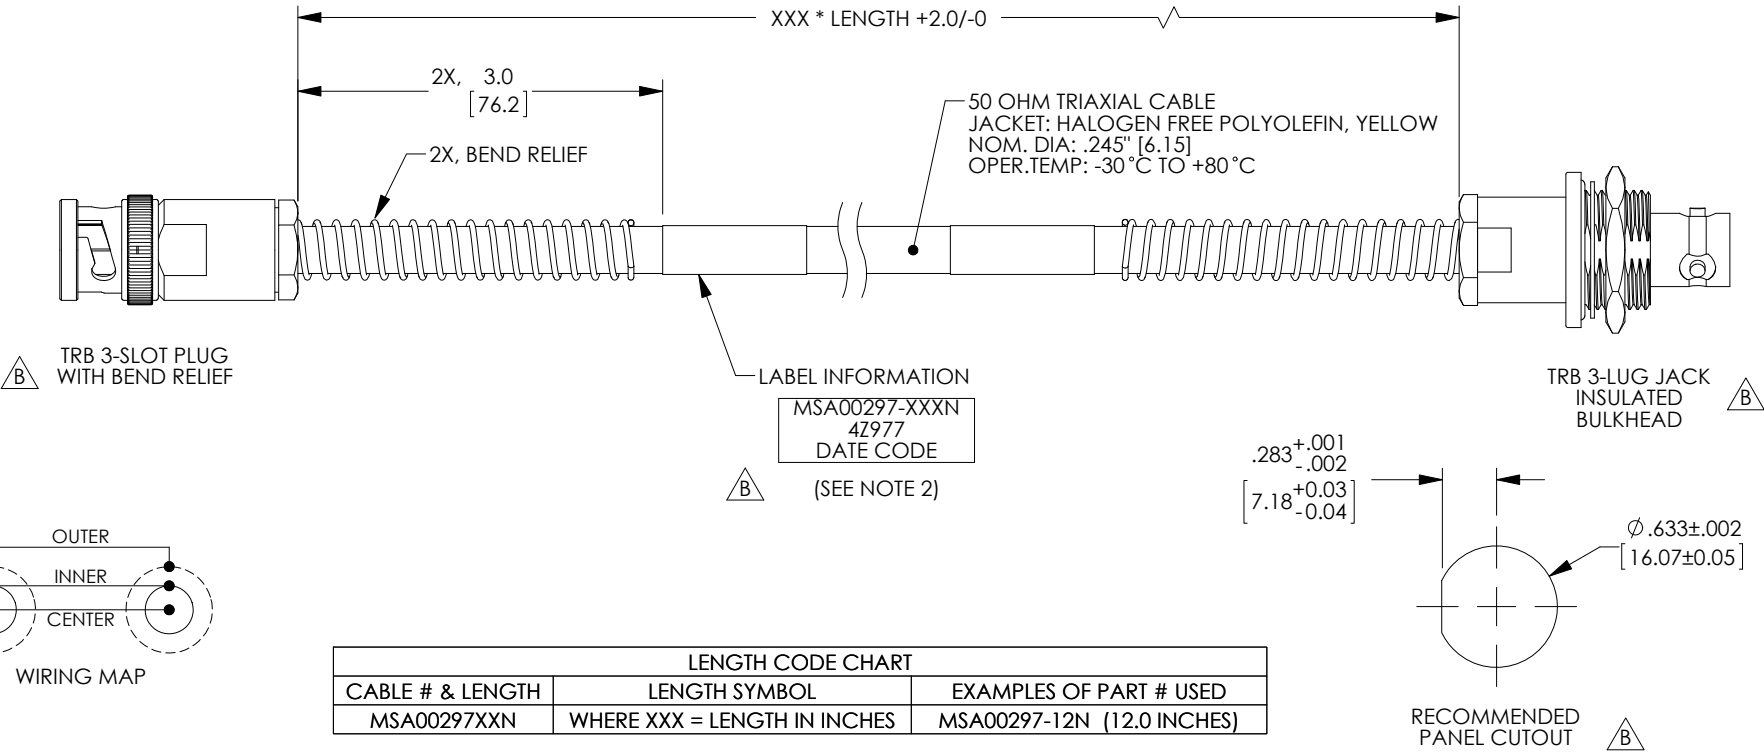 XXX * LENGTH +2.0/-0
2X, 3.0
[76.2]
2X, BEND RELIEF
50 OHM TRIAXIAL CABLE
JACKET: HALOGEN FREE POLYOLEFIN, YELLOW
NOM. DIA: .245" [6.15]
OPER.TEMP: -30°C TO +80°C
B
TRB 3-SLOT PLUG
WITH BEND RELIEF
LABEL INFORMATION
MSA00297-XXXN
4Z977
DATE CODE
B
(SEE NOTE 2)
TRB 3-LUG JACK
INSULATED
BULKHEAD
B
.283 +.001
-.002
[7.18 +0.03
-0.04]
Ø .633±.002
[16.07±0.05]
OUTER
INNER
CENTER
WIRING MAP
LENGTH CODE CHART
CABLE # & LENGTH LENGTH SYMBOL EXAMPLES OF PART # USED
MSA00297XXN WHERE XXX = LENGTH IN INCHES MSA00297-12N (12.0 INCHES)
RECOMMENDED
PANEL CUTOUT
B